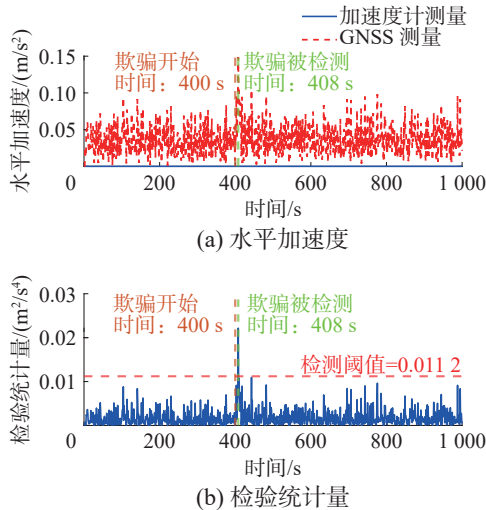 加速度计测量
GNSS 测量
水平加速度/(m/s²)
0.15
0.10
0.05
欺骗开始
时间：400 s
欺骗被检测
时间：408 s
0 200 400 600 800 1 000
时间/s
(a) 水平加速度
检验统计量/(m²/s⁴)
0.03
0.02
0.01
欺骗开始
时间：400 s
欺骗被检测
时间：408 s
检测阈值=0.011 2
0 200 400 600 800 1 000
时间/s
(b) 检验统计量